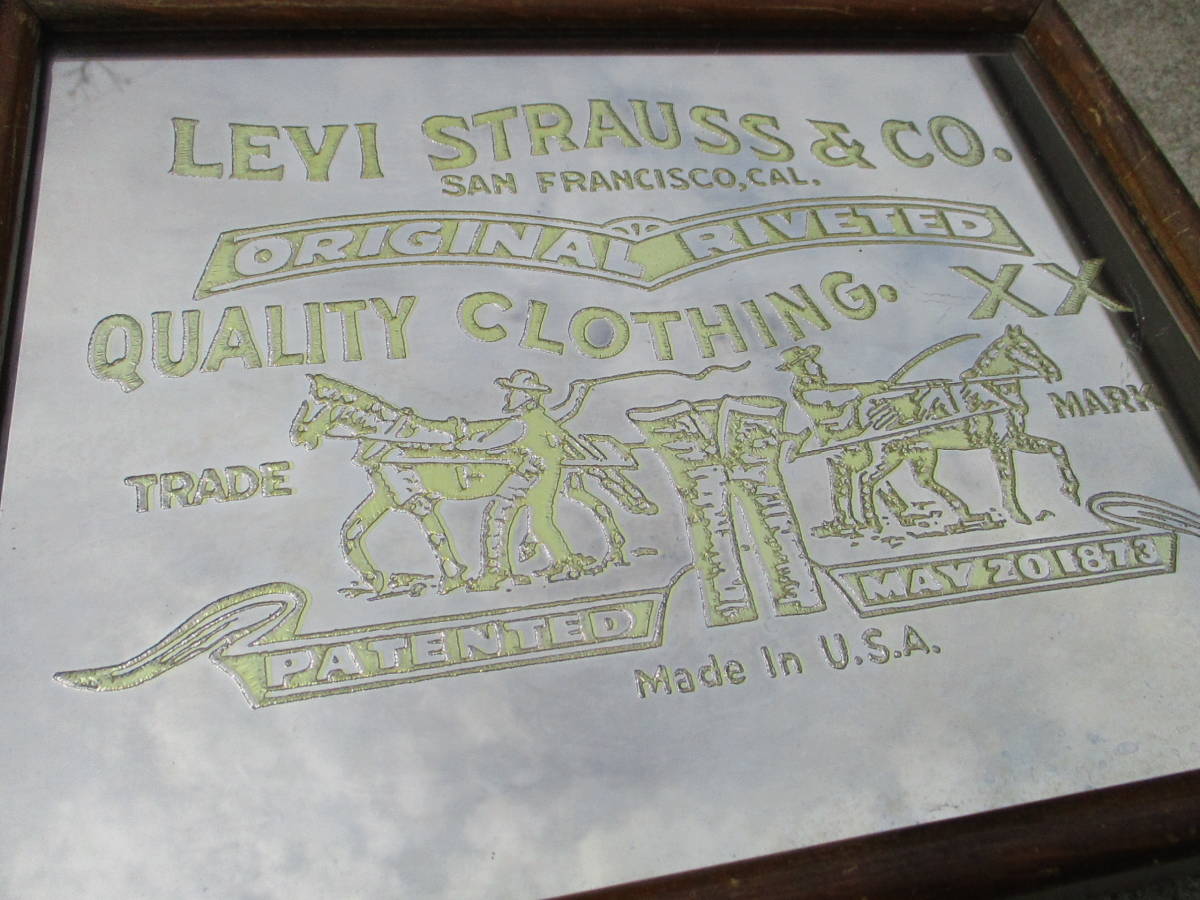 LEVI STRAUSS & CO.
SAN FRANCISCO, CAL.
ORIGINAL RIVETED
QUALITY CLOTHING. XX
TRADE MARK
PATENTED MAY 20 1873
Made In U.S.A.